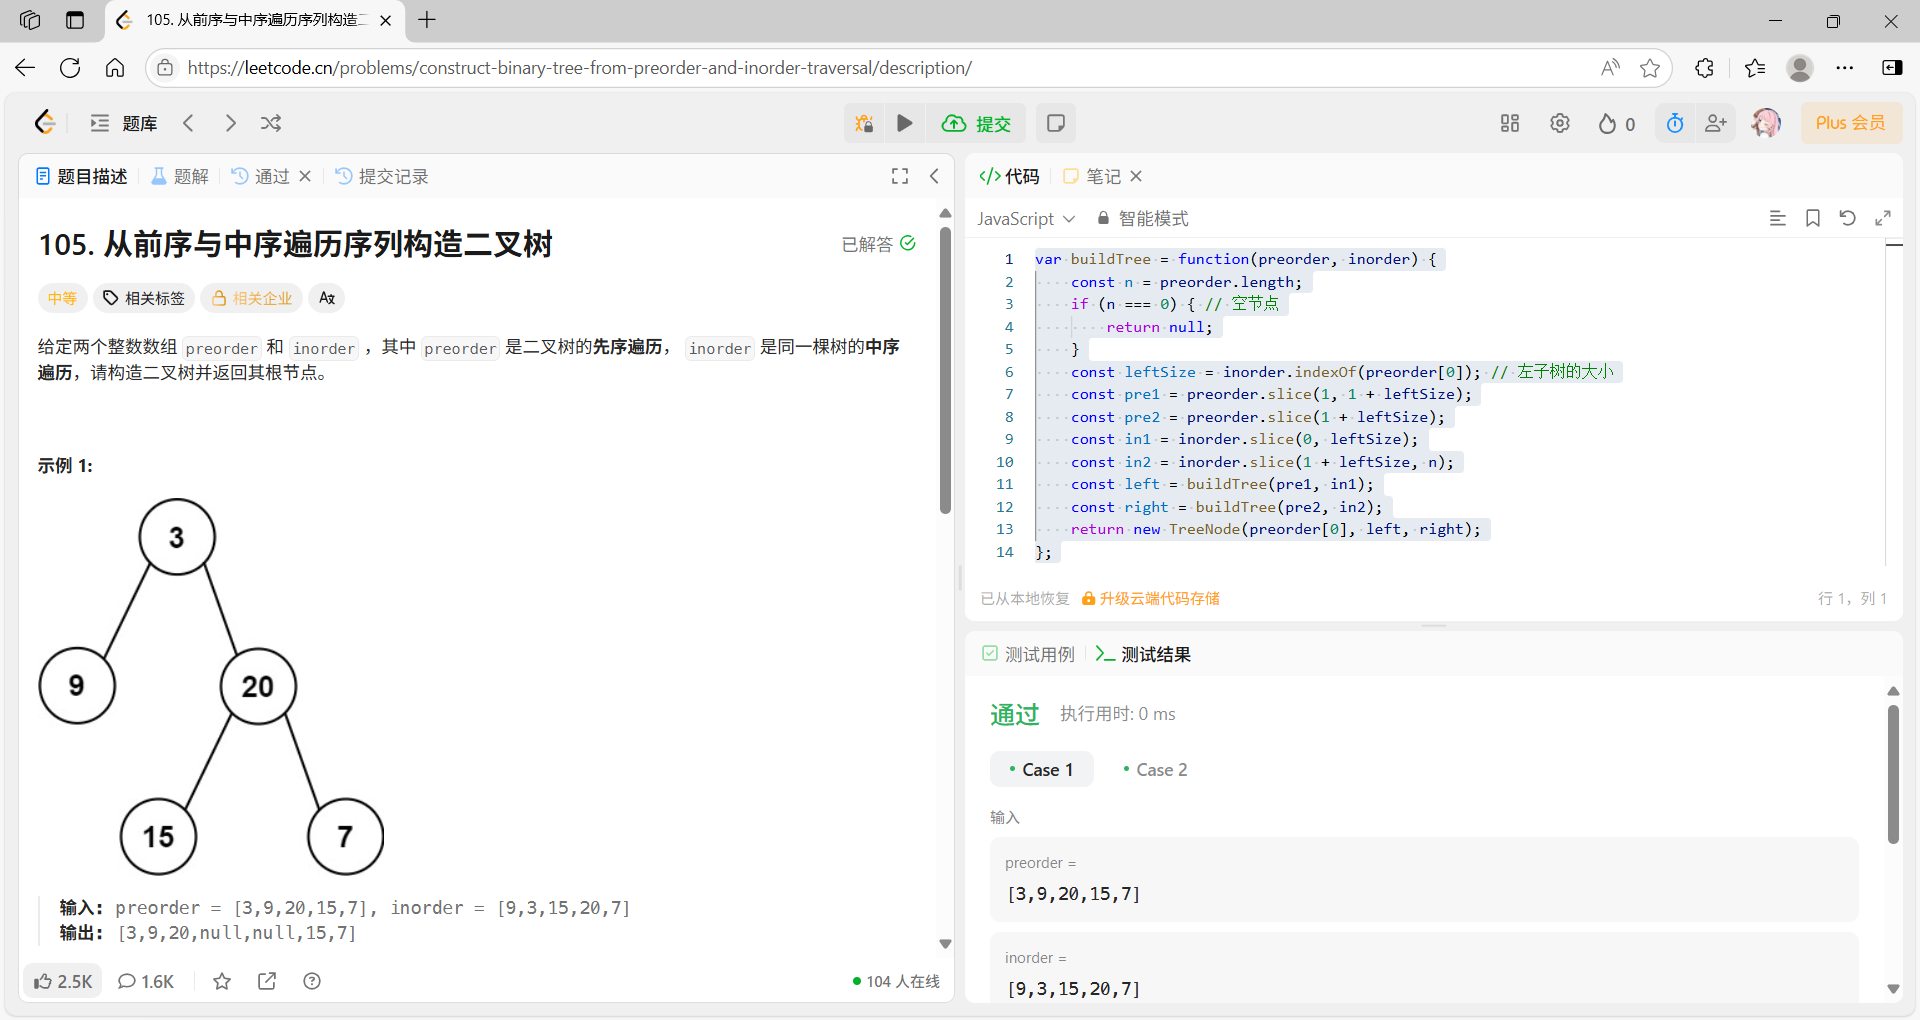 105. 从前序与中序遍历序列构造二
https://leetcode.cn/problems/construct-binary-tree-from-preorder-and-inorder-traversal/description/
题库
提交
0
Plus 会员
题目描述
题解
通过
提交记录
105. 从前序与中序遍历序列构造二叉树
已解答
中等
相关标签
相关企业
给定两个整数数组 preorder 和 inorder ，其中 preorder 是二叉树的先序遍历， inorder 是同一棵树的中序
遍历，请构造二叉树并返回其根节点。
示例 1:
3
9
20
15
7
输入: preorder = [3,9,20,15,7], inorder = [9,3,15,20,7]
输出: [3,9,20,null,null,15,7]
2.5K
1.6K
104 人在线
</> 代码
笔记
JavaScript
智能模式
1 var buildTree = function(preorder, inorder) {
2 const n = preorder.length;
3 if (n === 0) { // 空节点
4 return null;
5 }
6 const leftSize = inorder.indexOf(preorder[0]); // 左子树的大小
7 const pre1 = preorder.slice(1, 1 + leftSize);
8 const pre2 = preorder.slice(1 + leftSize);
9 const in1 = inorder.slice(0, leftSize);
10 const in2 = inorder.slice(1 + leftSize, n);
11 const left = buildTree(pre1, in1);
12 const right = buildTree(pre2, in2);
13 return new TreeNode(preorder[0], left, right);
14 };
已从本地恢复
升级云端代码存储
行 1，列 1
测试用例
测试结果
通过
执行用时: 0 ms
Case 1
Case 2
输入
preorder =
[3,9,20,15,7]
inorder =
[9,3,15,20,7]